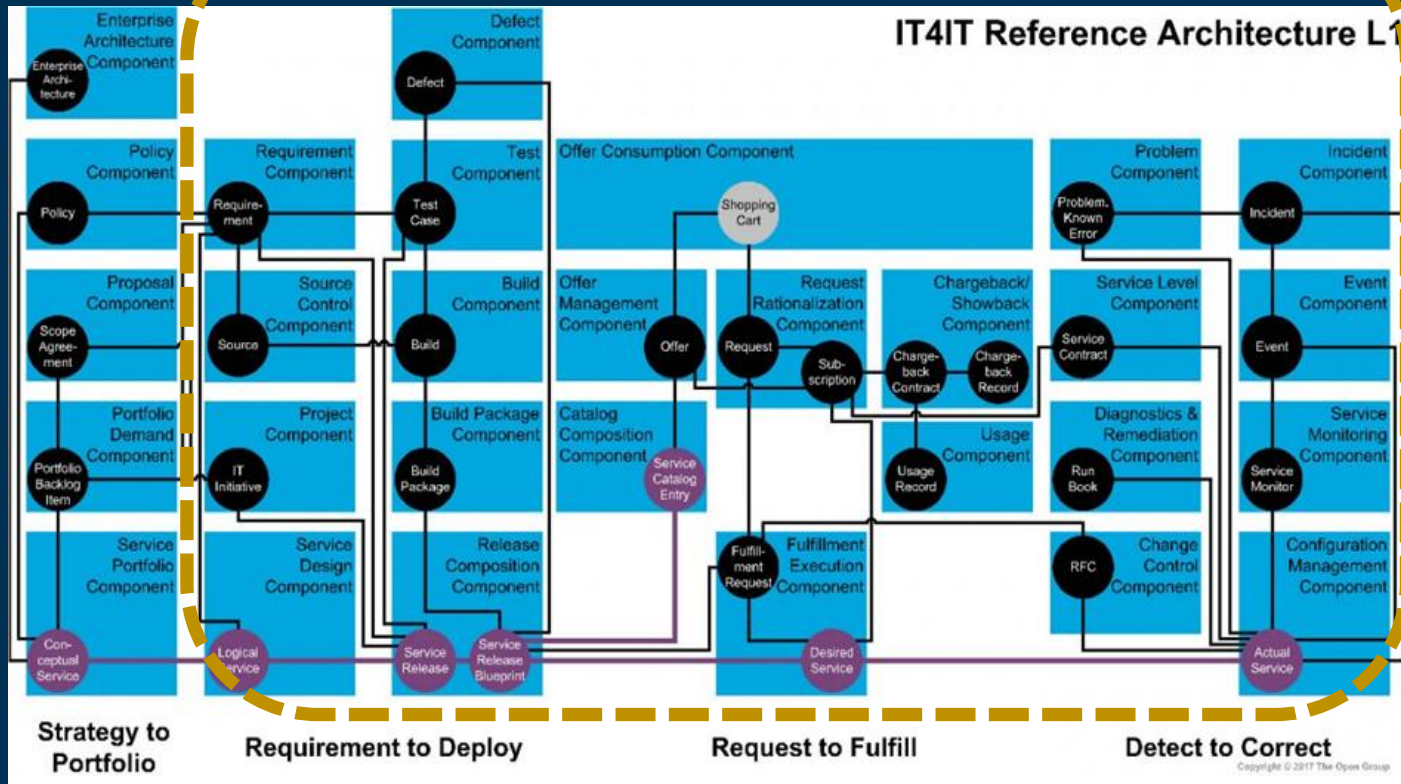 IT4IT Reference Architecture L1
Enterprise
Architecture
Component
Enterprise
Archi-
tecture
Policy
Component
Policy
Proposal
Component
Scope
Agree-
ment
Portfolio
Demand
Component
Portfolio
Backlog
Item
Service
Portfolio
Component
Con-
ceptual
Service
Requirement
Component
Require-
ment
Source
Control
Component
Source
Project
Component
IT
Initiative
Service
Design
Component
Logical
Service
Defect
Component
Defect
Test
Component
Test
Case
Build
Component
Build
Build Package
Component
Build
Package
Release
Composition
Component
Service
Release
Service
Release
Blueprint
Offer Consumption Component
Shopping
Cart
Offer
Management
Component
Offer
Request
Rationalization
Component
Request
Sub-
scription
Chargeback/
Showback
Component
Charge-
back
Contract
Charge-
back
Record
Catalog
Composition
Component
Service
Catalog
Entry
Usage
Component
Usage
Record
Fulfillment
Execution
Component
Fulfill-
ment
Request
Desired
Service
Problem
Component
Problem.
Known
Error
Incident
Component
Incident
Service Level
Component
Service
Contract
Event
Component
Event
Diagnostics &
Remediation
Component
Run
Book
Service
Monitoring
Component
Service
Monitor
Change
Control
Component
RFC
Configuration
Management
Component
Actual
Service
Strategy to
Portfolio
Requirement to Deploy
Request to Fulfill
Detect to Correct
Copyright © 2017 The Open Group